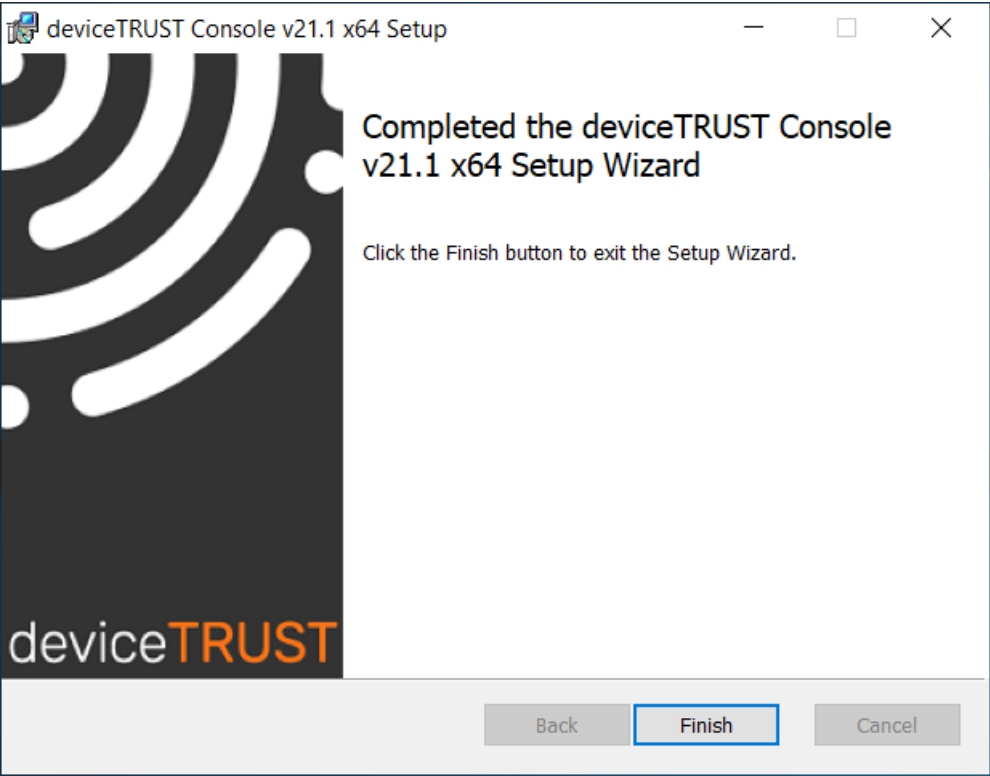 deviceTRUST Console v21.1 x64 Setup
Completed the deviceTRUST Console
v21.1 x64 Setup Wizard
Click the Finish button to exit the Setup Wizard.
deviceTRUST
Back
Finish
Cancel